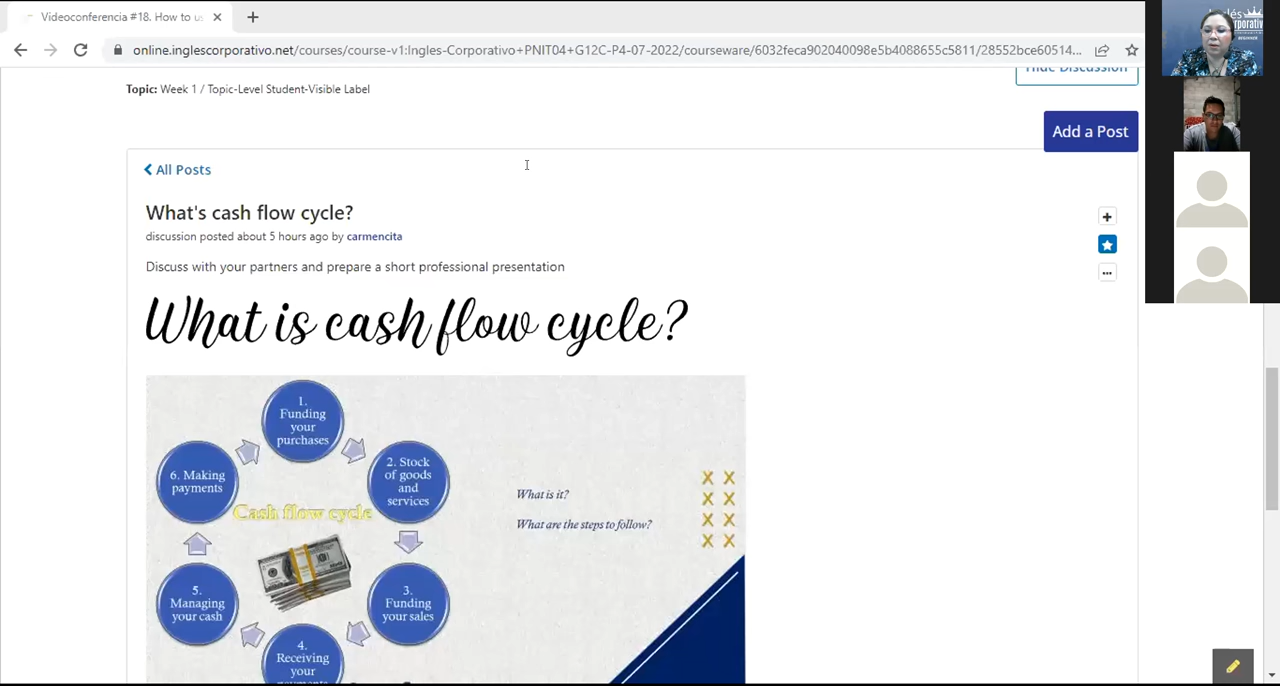 Videoconferencia #18. How to
online.inglescorporativo.net/courses/course-v1:Ingles-Corporativo+PNIT04+G12C-P4-07-2022/courseware/6032feca902040098e5b4088655c5811/28552bce60514...
Hide Discussion
Topic: Week 1 / Topic-Level Student-Visible Label
Add a Post
All Posts
What's cash flow cycle?
discussion posted about 5 hours ago by carmencita
Discuss with your partners and prepare a short professional presentation
What is cash flow cycle?
1.
Funding
your
purchases
2. Stock
of goods
and
services
3.
Funding
your sales
4.
Receiving
your
5.
Managing
your cash
6. Making
payments
Cash flow cycle
What is it?
What are the steps to follow?
X X
X X
X X
X X